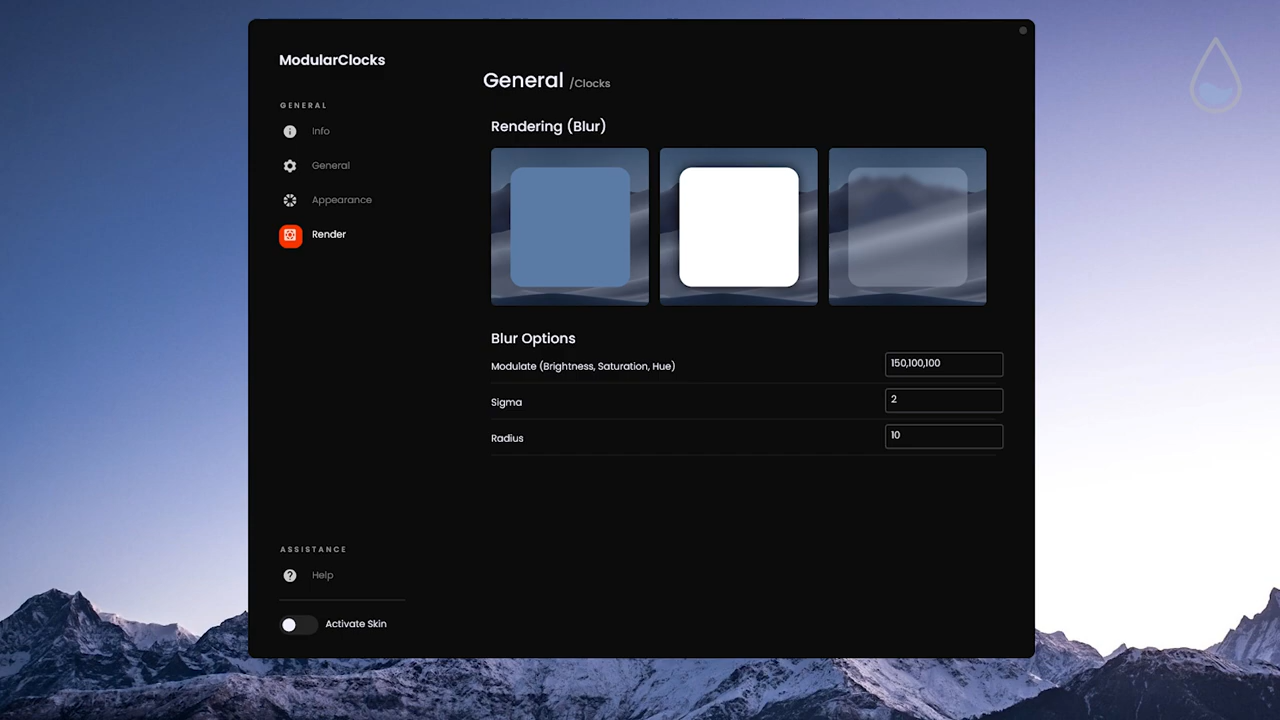 ModularClocks
GENERAL
Info
General
Appearance
Render
ASSISTANCE
Help
Activate Skin
General /Clocks
Rendering (Blur)
Blur Options
Modulate (Brightness, Saturation, Hue) 150,100,100
Sigma 2
Radius 10